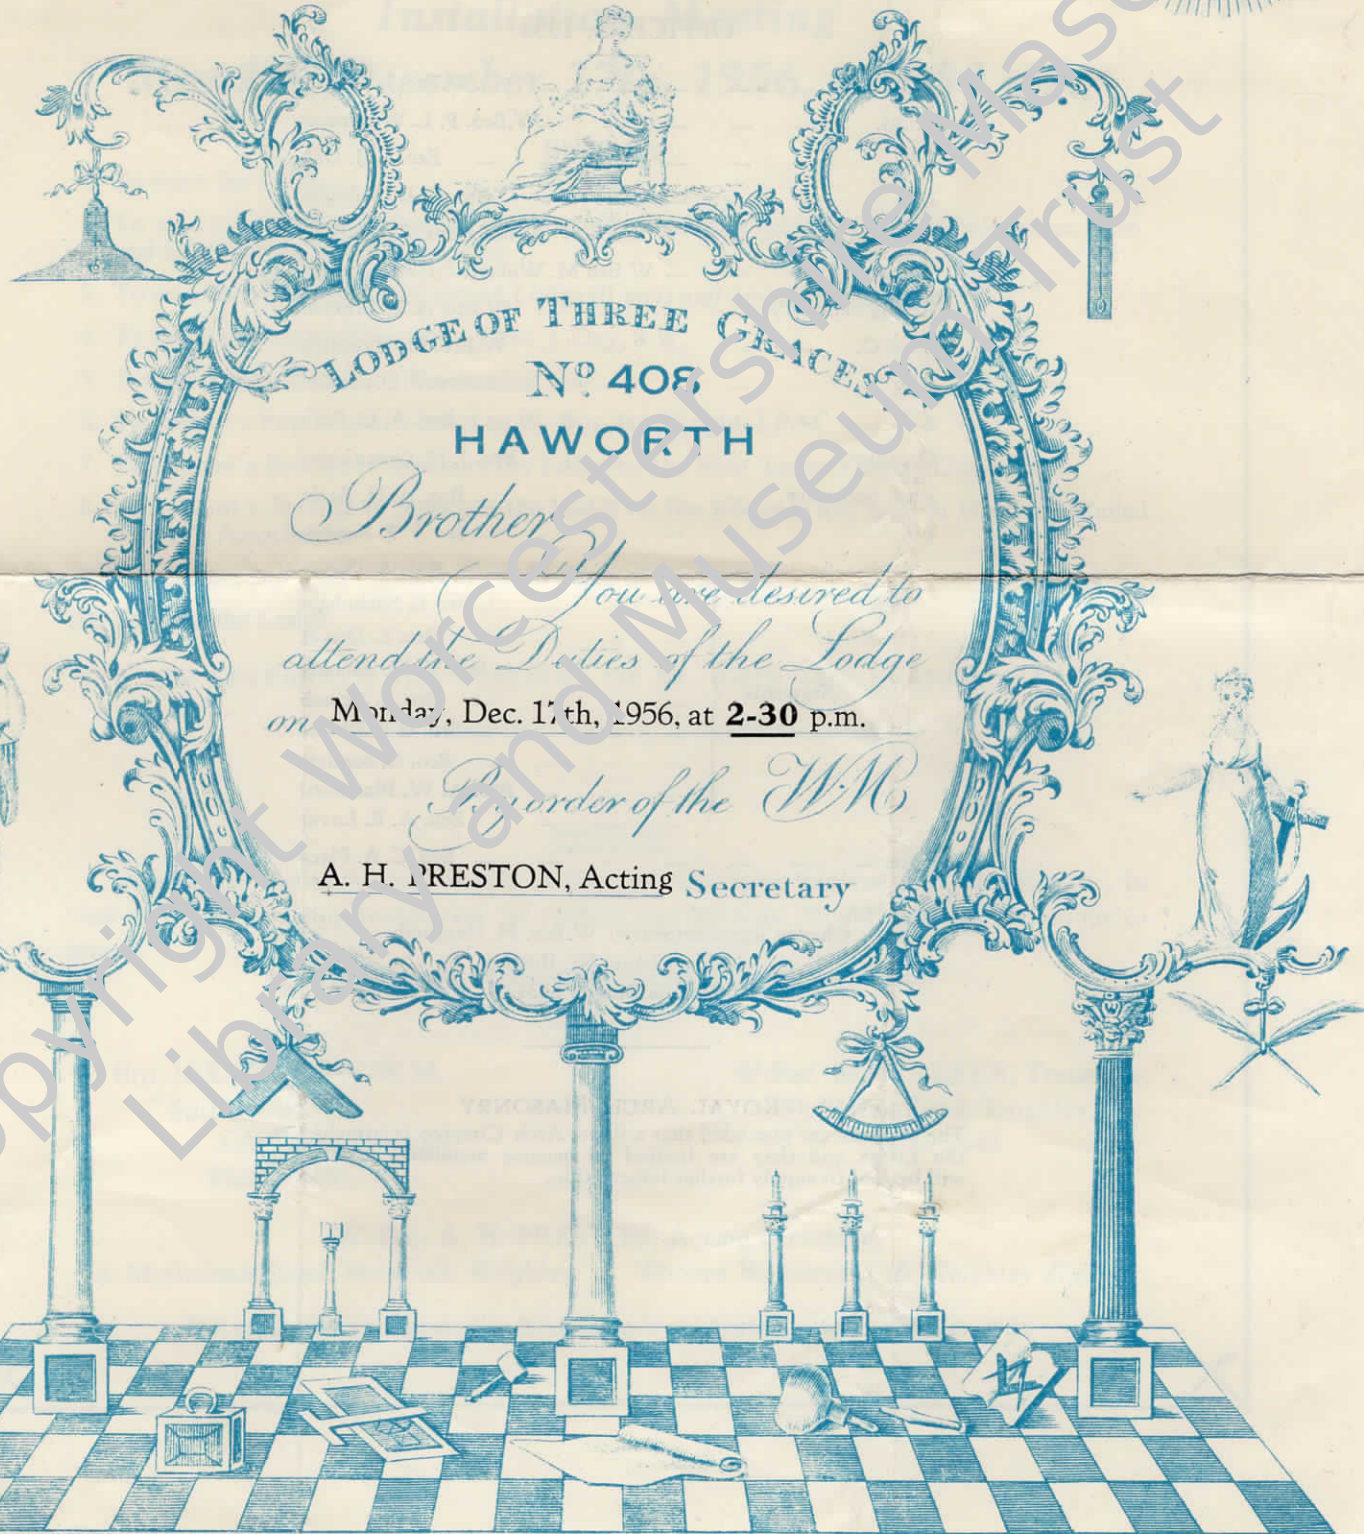 LODGE OF THREE GRACES
Nº 408
HAWORTH
Brother
You are desired to
attend the Duties of the Lodge
on Monday, Dec. 17th, 1956, at 2-30 p.m.
By order of the W.M
A. H. PRESTON, Acting Secretary
Copyright Worcestershire
Library and Museum Trust